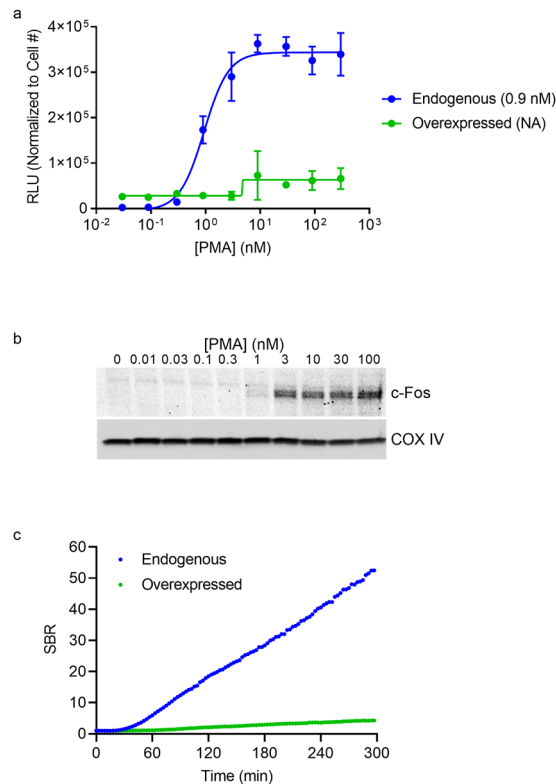 a
4×10⁵
3×10⁵
2×10⁵
1×10⁵
0
RLU (Normalized to Cell #)
10⁻² 10⁻¹ 10⁰ 10¹ 10² 10³
[PMA] (nM)
Endogenous (0.9 nM)
Overexpressed (NA)
b
[PMA] (nM)
0 0.01 0.03 0.1 0.3 1 3 10 30 100
c-Fos
COX IV
c
60
50
40
30
20
10
0
SBR
Endogenous
Overexpressed
0 60 120 180 240 300
Time (min)